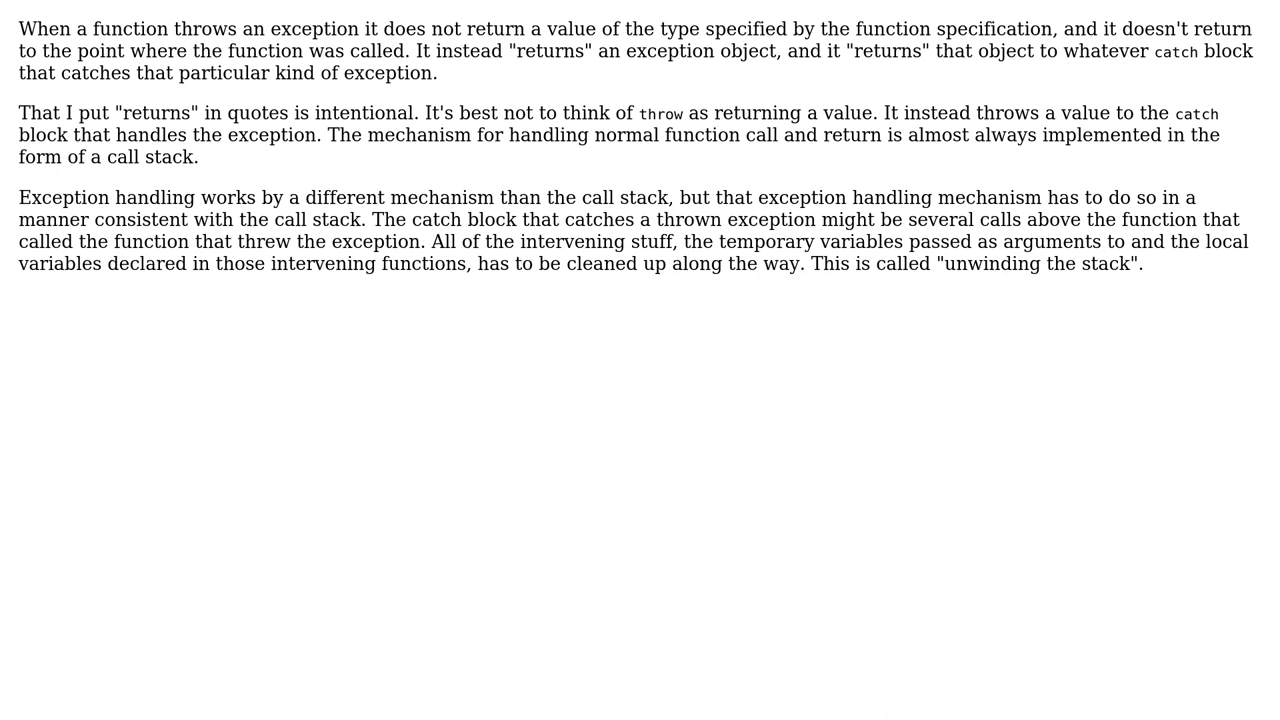 When a function throws an exception it does not return a value of the type specified by the function specification, and it doesn't return
to the point where the function was called. It instead "returns" an exception object, and it "returns" that object to whatever catch block
that catches that particular kind of exception.
That I put "returns" in quotes is intentional. It's best not to think of throw as returning a value. It instead throws a value to the catch
block that handles the exception. The mechanism for handling normal function call and return is almost always implemented in the
form of a call stack.
Exception handling works by a different mechanism than the call stack, but that exception handling mechanism has to do so in a
manner consistent with the call stack. The catch block that catches a thrown exception might be several calls above the function that
called the function that threw the exception. All of the intervening stuff, the temporary variables passed as arguments to and the local
variables declared in those intervening functions, has to be cleaned up along the way. This is called "unwinding the stack".